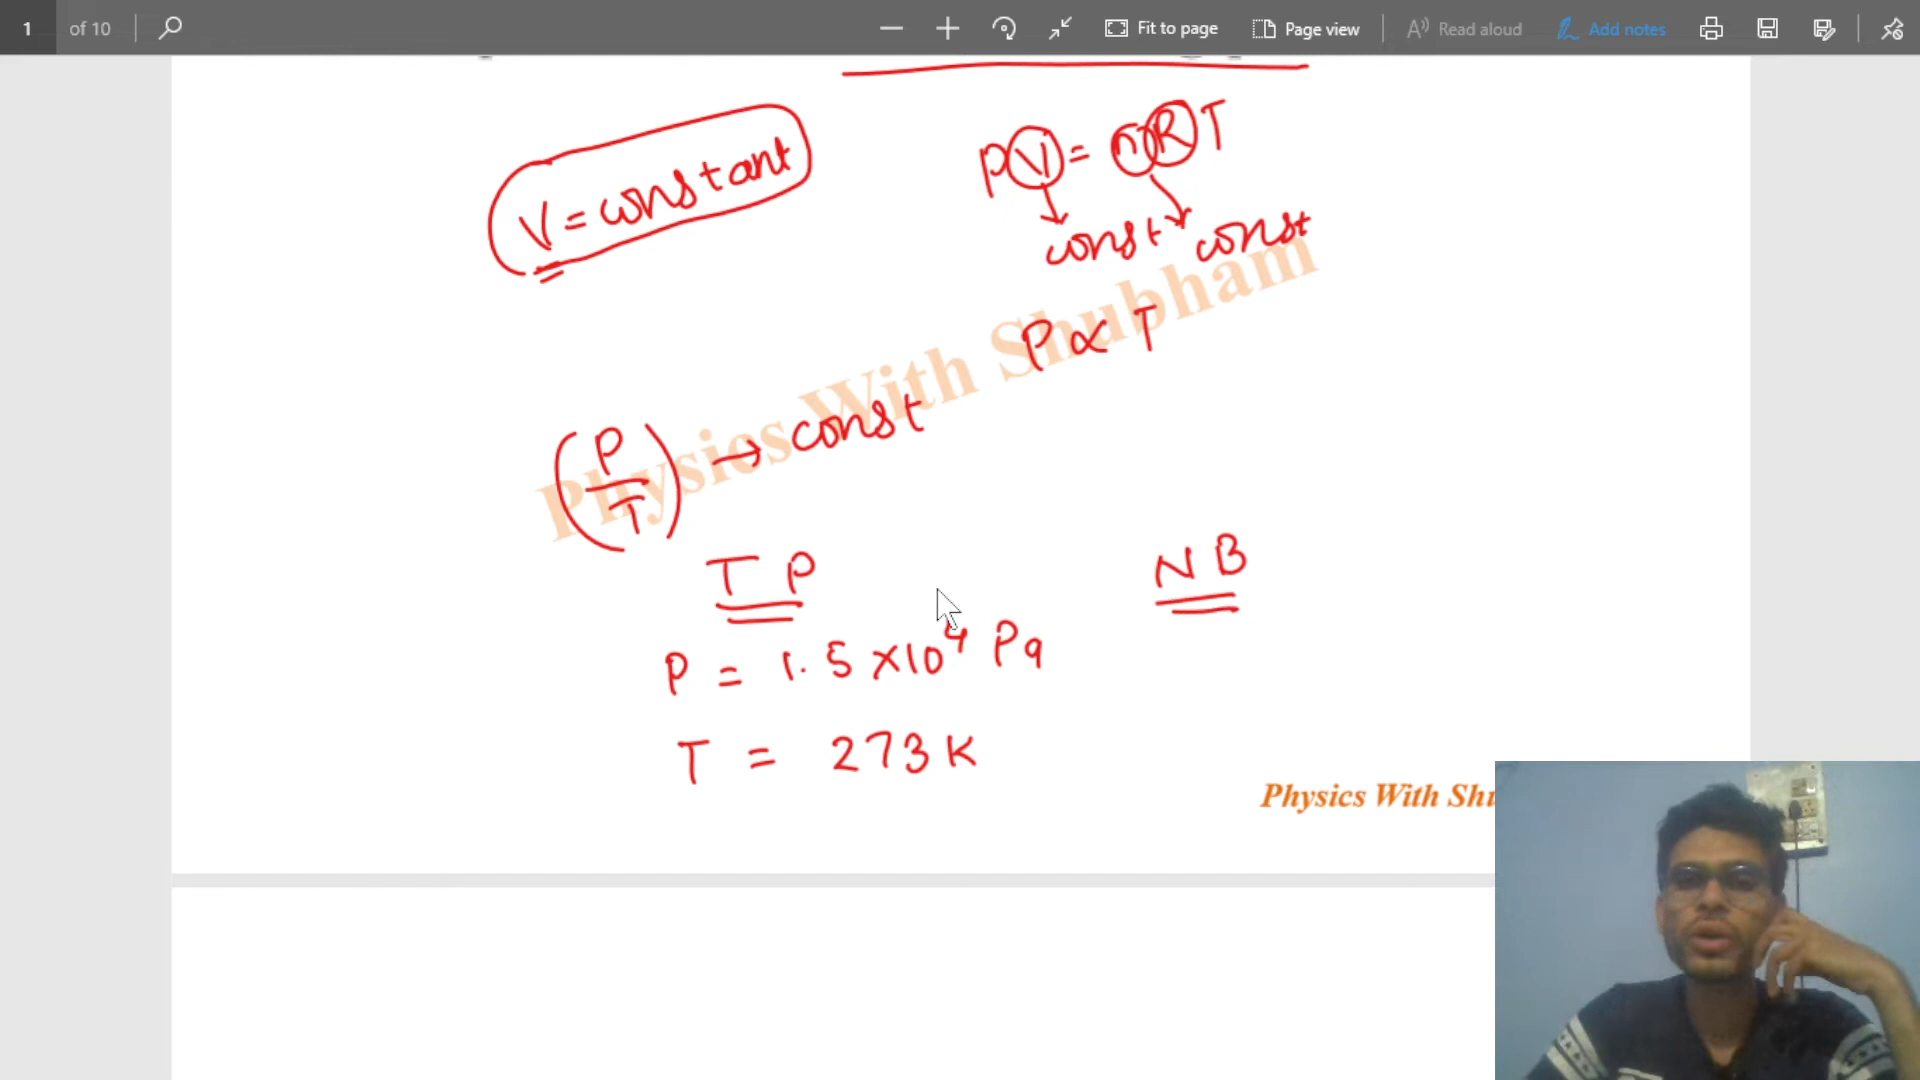 1 of 10 Fit to page Page view Read aloud Add notes
V = constant
PV = nRT
const const
P ∝ T
(P/T) → const
Physics With Shubham
T P
N B
P = 1.5 × 10⁴ Pa
T = 273 K
Physics With